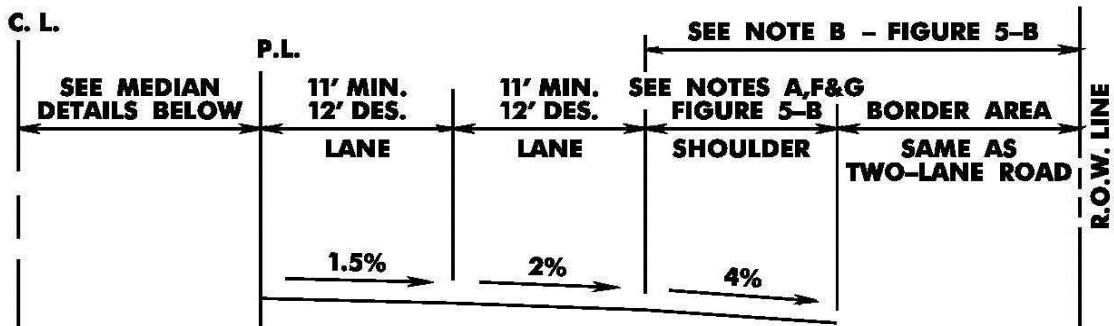 C. L.
P.L.
SEE NOTE B – FIGURE 5–B
SEE MEDIAN
DETAILS BELOW
11' MIN.
12' DES.
LANE
11' MIN.
12' DES.
LANE
SEE NOTES A,F&G
FIGURE 5–B
SHOULDER
BORDER AREA
SAME AS
TWO–LANE ROAD
R.O.W. LINE
1.5%
2%
4%